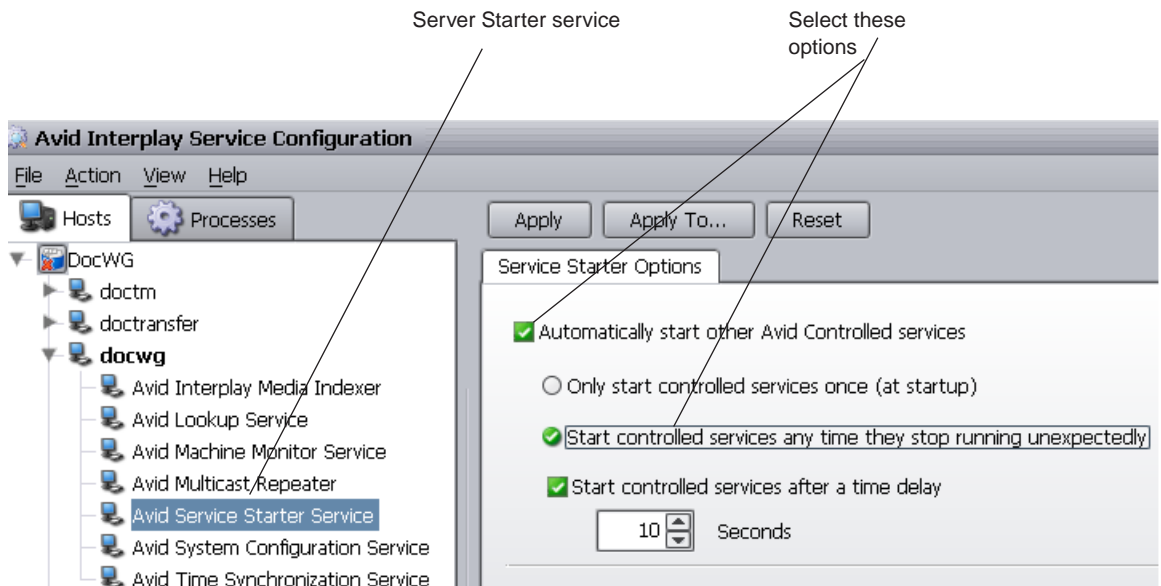 Server Starter service
Select these
options
Avid Interplay Service Configuration
File Action View Help
Hosts Processes
Apply Apply To... Reset
DocWG
doctm
doctransfer
docwg
Avid Interplay Media Indexer
Avid Lookup Service
Avid Machine Monitor Service
Avid Multicast Repeater
Avid Service Starter Service
Avid System Configuration Service
Avid Time Synchronization Service
Service Starter Options
Automatically start other Avid Controlled services
Only start controlled services once (at startup)
Start controlled services any time they stop running unexpectedly
Start controlled services after a time delay
10 Seconds